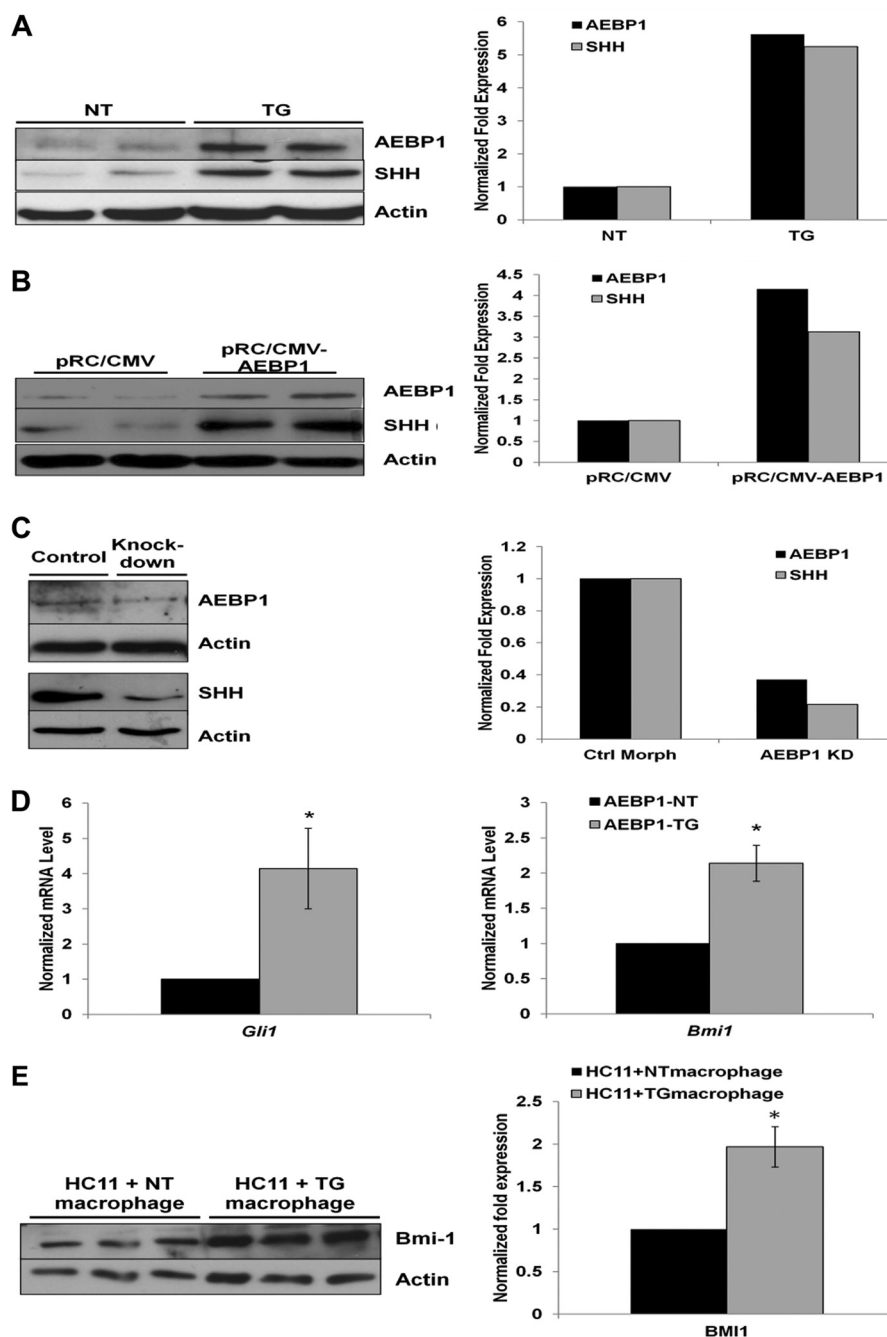 A
NT
TG
AEBP1
SHH
Actin
Normalized Fold Expression
6
5
4
3
2
1
0
AEBP1
SHH
NT
TG
B
pRC/CMV
pRC/CMV-
AEBP1
AEBP1
SHH
Actin
Normalized Fold Expression
4.5
4
3.5
3
2.5
2
1.5
1
0.5
0
AEBP1
SHH
pRC/CMV
pRC/CMV-AEBP1
C
Control
Knock-
down
AEBP1
Actin
SHH
Actin
Normalized Fold Expression
1.2
1
0.8
0.6
0.4
0.2
0
AEBP1
SHH
Ctrl Morph
AEBP1 KD
D
Normalized mRNA Level
6
5
4
3
2
1
0
*
Gli1
Normalized mRNA Level
3
2.5
2
1.5
1
0.5
0
AEBP1-NT
AEBP1-TG
*
Bmi1
E
HC11 + NT
macrophage
HC11 + TG
macrophage
Bmi-1
Actin
HC11+NTmacrophage
HC11+TGmacrophage
Normalized fold expression
2.5
2
1.5
1
0.5
0
*
BMI1